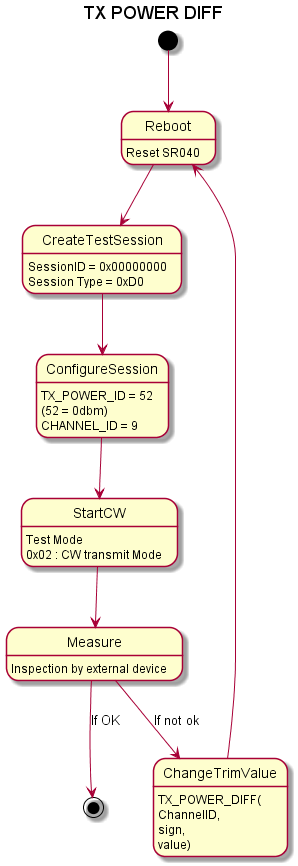 TX POWER DIFF
Reboot
Reset SR040
CreateTestSession
SessionID = 0x00000000
Session Type = 0xD0
ConfigureSession
TX_POWER_ID = 52
(52 = 0dbm)
CHANNEL_ID = 9
StartCW
Test Mode
0x02 : CW transmit Mode
Measure
Inspection by external device
If OK
If not ok
ChangeTrimValue
TX_POWER_DIFF(
ChannelID,
sign,
value)